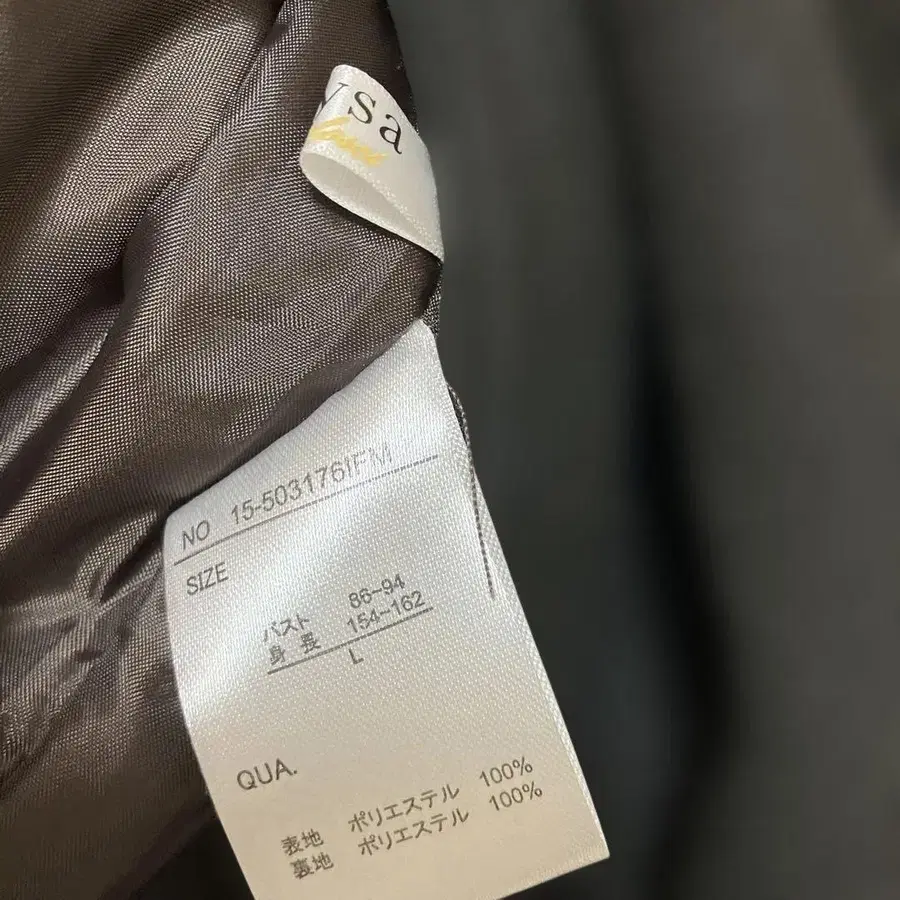 ysa
NO 15-503176IFM
SIZE
バスト 86-94
身長 154-162
L
QUA.
表地 ポリエステル 100%
裏地 ポリエステル 100%